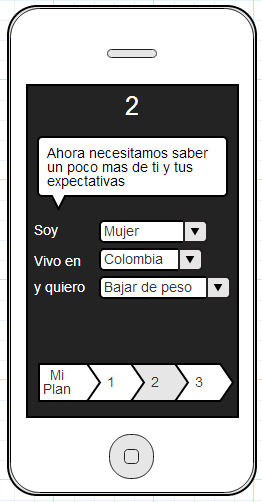 2
Ahora necesitamos saber
un poco mas de ti y tus
expectativas
Soy Mujer
Vivo en Colombia
y quiero Bajar de peso
Mi
Plan 1 2 3